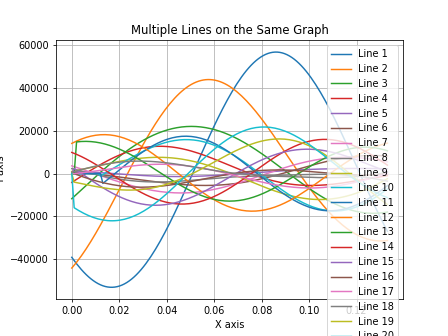 Multiple Lines on the Same Graph
60000
40000
20000
0
−20000
−40000
0.00
0.02
0.04
0.06
0.08
0.10
X axis
Line 1
Line 2
Line 3
Line 4
Line 5
Line 6
Line 7
Line 8
Line 9
Line 10
Line 11
Line 12
Line 13
Line 14
Line 15
Line 16
Line 17
Line 18
Line 19
Line 20